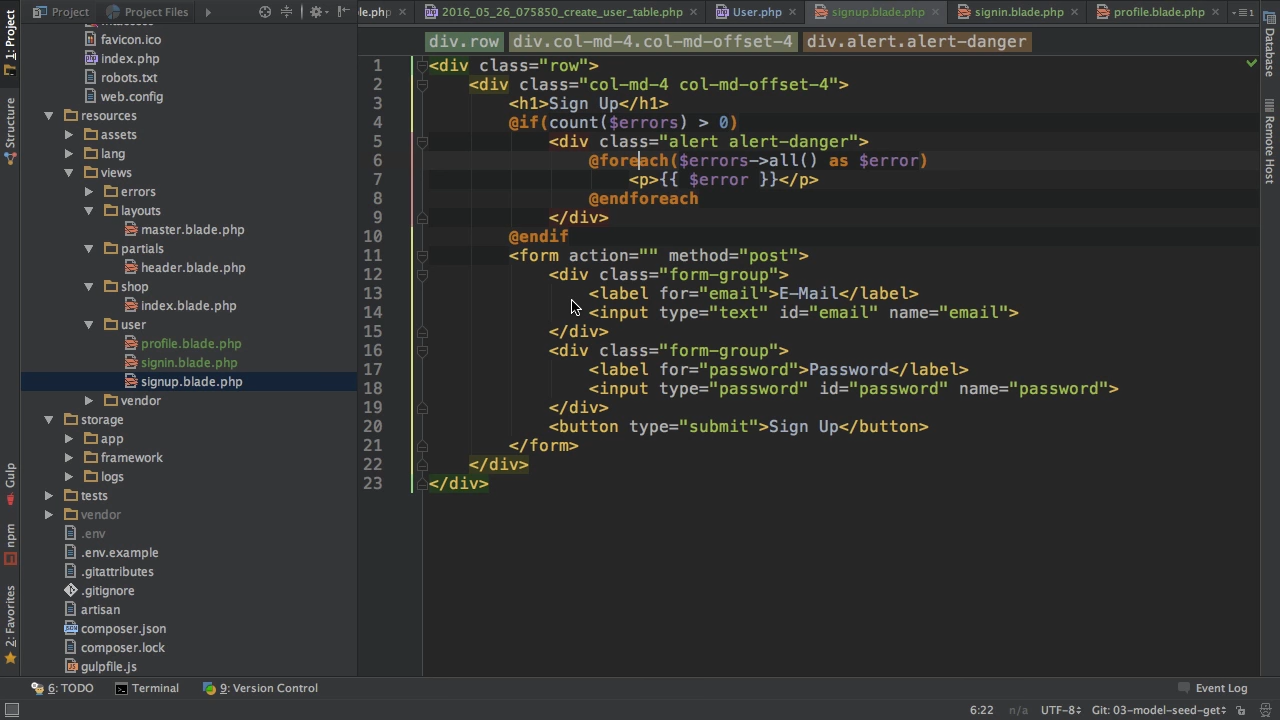 Project
Project Files
ble.php
2016_05_26_075850_create_user_table.php
User.php
signup.blade.php
signin.blade.php
profile.blade.php
1
div.row div.col-md-4.col-md-offset-4 div.alert.alert-danger
1: Project
Structure
Gulp
npm
2: Favorites
Database
Remote Host
favicon.ico
index.php
robots.txt
web.config
resources
assets
lang
views
errors
layouts
master.blade.php
partials
header.blade.php
shop
index.blade.php
user
profile.blade.php
signin.blade.php
signup.blade.php
vendor
storage
app
framework
logs
tests
vendor
.env
.env.example
.gitattributes
.gitignore
artisan
composer.json
composer.lock
gulpfile.js
1 <div class="row">
2 <div class="col-md-4 col-md-offset-4">
3 <h1>Sign Up</h1>
4 @if(count($errors) > 0)
5 <div class="alert alert-danger">
6 @foreach($errors->all() as $error)
7 <p>{{ $error }}</p>
8 @endforeach
9 </div>
10 @endif
11 <form action="" method="post">
12 <div class="form-group">
13 <label for="email">E-Mail</label>
14 <input type="text" id="email" name="email">
15 </div>
16 <div class="form-group">
17 <label for="password">Password</label>
18 <input type="password" id="password" name="password">
19 </div>
20 <button type="submit">Sign Up</button>
21 </form>
22 </div>
23 </div>
6: TODO
Terminal
9: Version Control
Event Log
6:22 n/a UTF-8 Git: 03-model-seed-get